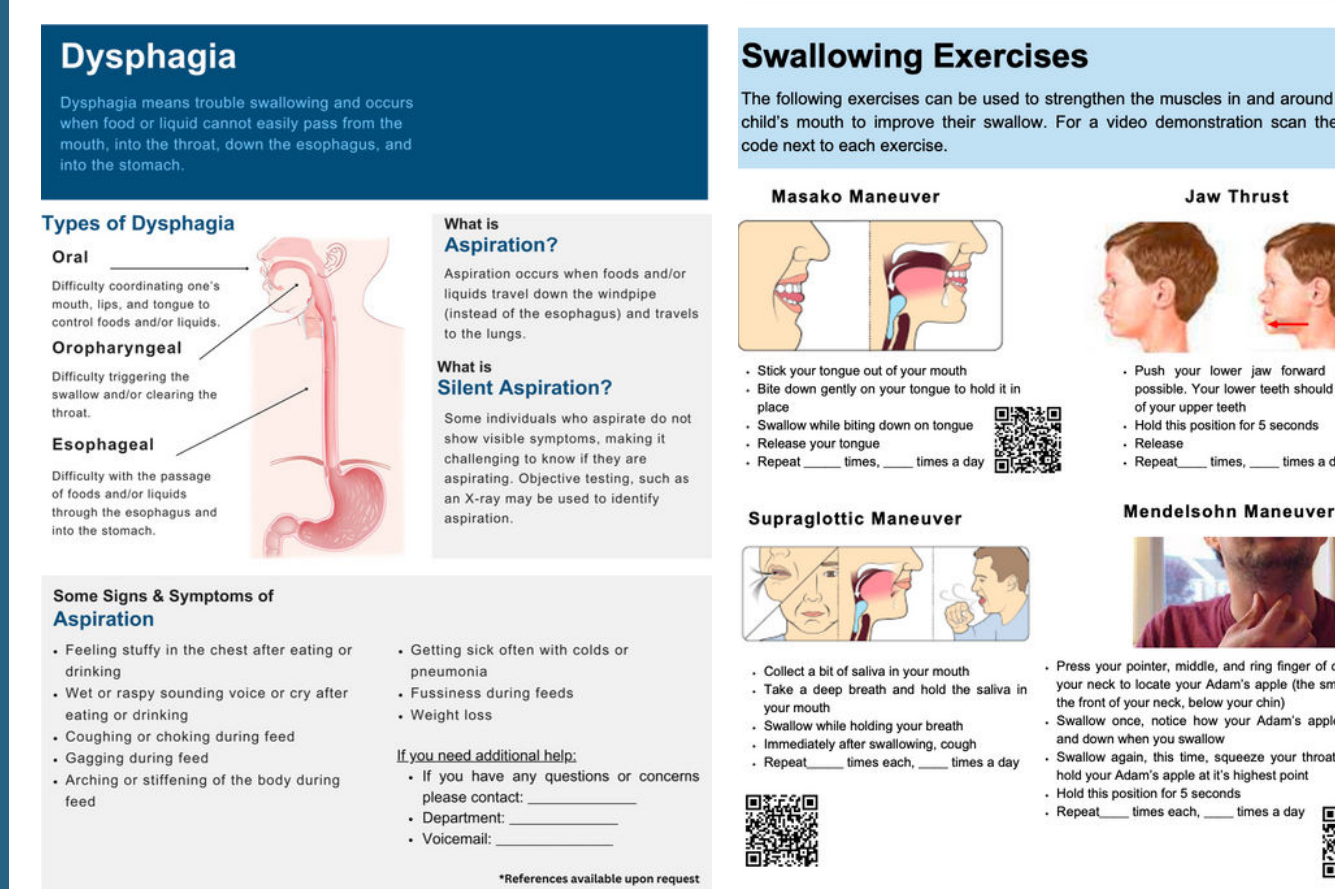 Dysphagia
Dysphagia means trouble swallowing and occurs
when food or liquid cannot easily pass from the
mouth, into the throat, down the esophagus, and
into the stomach.
Types of Dysphagia
Oral
Difficulty coordinating one's
mouth, lips, and tongue to
control foods and/or liquids.
Oropharyngeal
Difficulty triggering the
swallow and/or clearing the
throat.
Esophageal
Difficulty with the passage
of foods and/or liquids
through the esophagus and
into the stomach.
What is
Aspiration?
Aspiration occurs when foods and/or
liquids travel down the windpipe
(instead of the esophagus) and travels
to the lungs.
What is
Silent Aspiration?
Some individuals who aspirate do not
show visible symptoms, making it
challenging to know if they are
aspirating. Objective testing, such as
an X-ray may be used to identify
aspiration.
Some Signs & Symptoms of
Aspiration
• Feeling stuffy in the chest after eating or
drinking
• Wet or raspy sounding voice or cry after
eating or drinking
• Coughing or choking during feed
• Gagging during feed
• Arching or stiffening of the body during
feed
• Getting sick often with colds or
pneumonia
• Fussiness during feeds
• Weight loss
If you need additional help:
• If you have any questions or concerns
please contact: ______________
• Department: ______________
• Voicemail: _______________
*References available upon request
Swallowing Exercises
The following exercises can be used to strengthen the muscles in and around
child's mouth to improve their swallow. For a video demonstration scan the
code next to each exercise.
Masako Maneuver
• Stick your tongue out of your mouth
• Bite down gently on your tongue to hold it in
place
• Swallow while biting down on tongue
• Release your tongue
• Repeat _____ times, ____ times a day
Jaw Thrust
• Push your lower jaw forward
possible. Your lower teeth should
of your upper teeth
• Hold this position for 5 seconds
• Release
• Repeat____ times, ____ times a
Supraglottic Maneuver
• Collect a bit of saliva in your mouth
• Take a deep breath and hold the saliva in
your mouth
• Swallow while holding your breath
• Immediately after swallowing, cough
• Repeat_____ times each, ____ times a day
Mendelsohn Maneuver
• Press your pointer, middle, and ring finger of
your neck to locate your Adam's apple (the
the front of your neck, below your chin)
• Swallow once, notice how your Adam's
and down when you swallow
• Swallow again, this time, squeeze your throat
hold your Adam's apple at it's highest point
• Hold this position for 5 seconds
• Repeat____ times each, ____ times a day